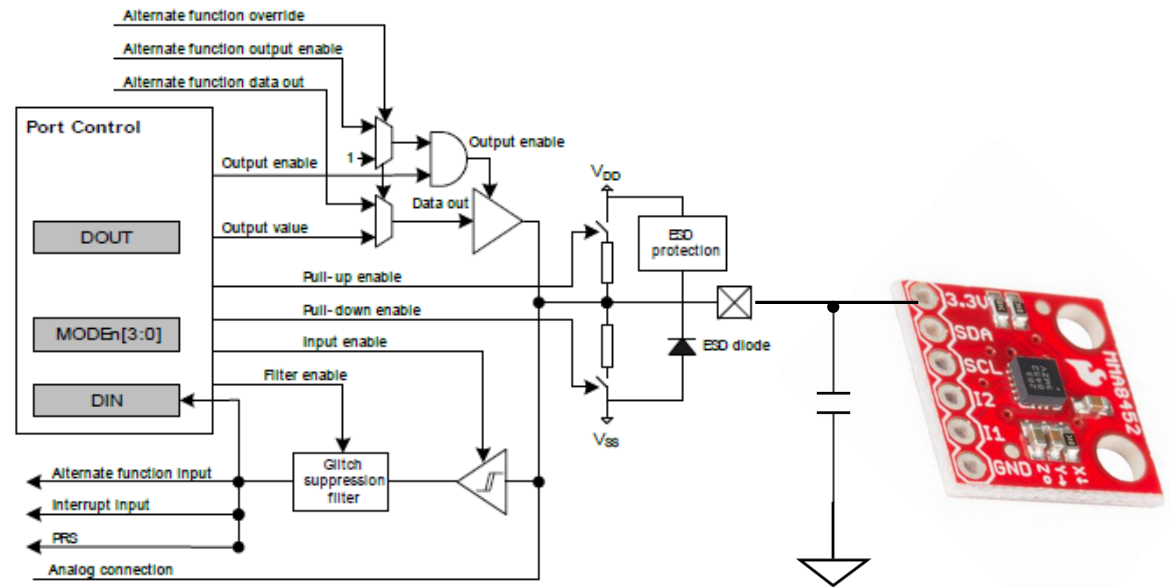 Alternate function override
Alternate function output enable
Alternate function data out
Port Control
Output enable
1
Output enable
Data out
VDD
DOUT
Output value
ESD
protection
Pull-up enable
Pull-down enable
MODEn[3:0]
Input enable
ESD diode
Filter enable
DIN
VSS
Glitch
suppression
filter
Alternate function input
Interrupt input
PRS
Analog connection
3.3V
SDA
SCL
I2
I1
GND
MMA8452
X
Y
Z